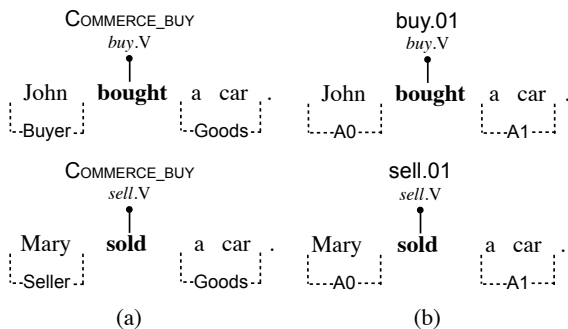 COMMERCE_BUY buy.01
buy.V buy.V
John bought a car . John bought a car .
Buyer Goods A0 A1
COMMERCE_BUY sell.01
sell.V sell.V
Mary sold a car . Mary sold a car .
Seller Goods A0 A1
(a) (b)